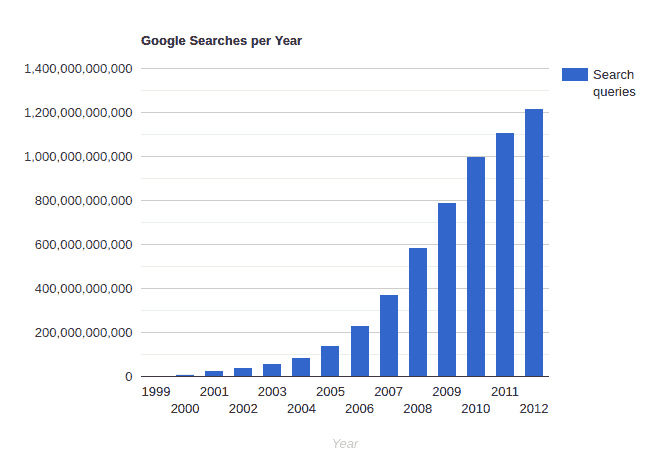 Google Searches per Year
1,400,000,000,000
1,200,000,000,000
1,000,000,000,000
800,000,000,000
600,000,000,000
400,000,000,000
200,000,000,000
0
Search
queries
1999 2001 2003 2005 2007 2009 2011
2000 2002 2004 2006 2008 2010 2012
Year